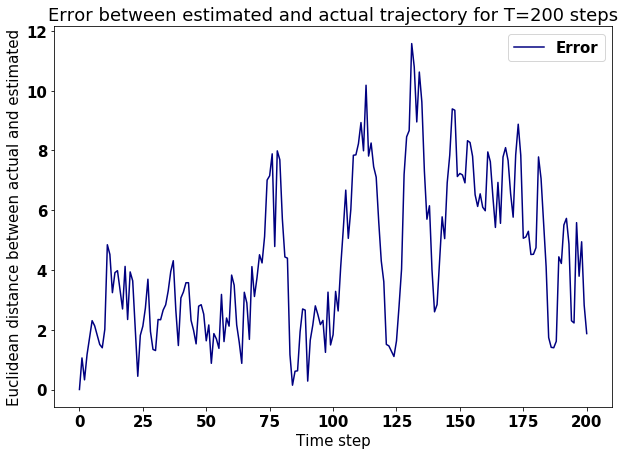 Error between estimated and actual trajectory for T=200 steps
Error
Euclidean distance between actual and estimated
12
10
8
6
4
2
0
0 25 50 75 100 125 150 175 200
Time step